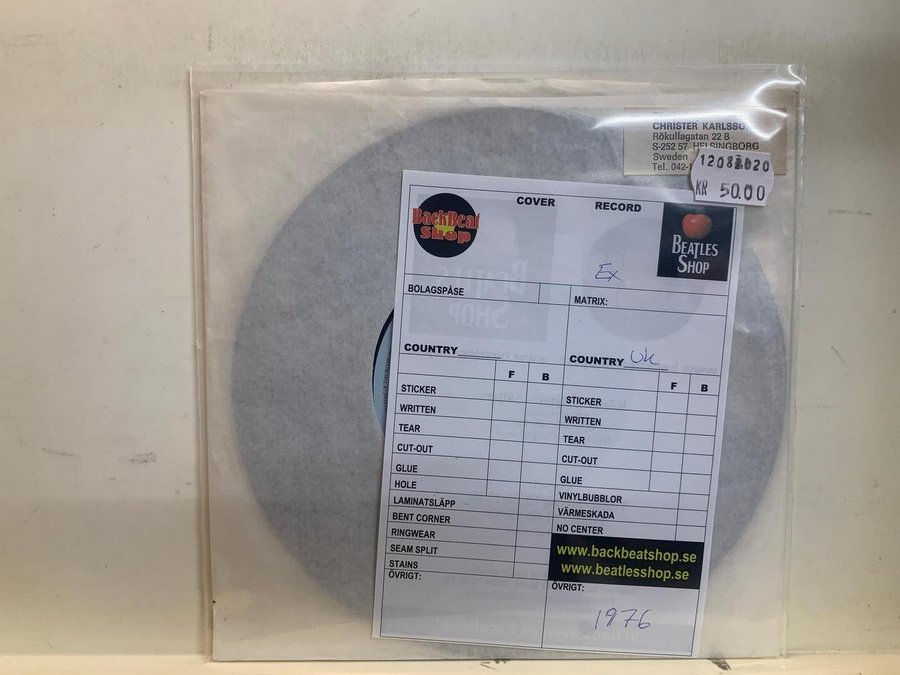 CHRISTER KARLSSO
Rökullagatan 22 B
S-252 57 HELSINGBORG
Sweden
Tel. 042-1
KR 50.00
BackBeat
Shop
COVER
RECORD
BEATLES
SHOP
Ex
BOLAGSPÅSE
MATRIX:
COUNTRY
COUNTRY UK
F B
F B
STICKER
WRITTEN
TEAR
CUT-OUT
GLUE
HOLE
LAMINATSLÄPP
BENT CORNER
RINGWEAR
SEAM SPLIT
STAINS
ÖVRIGT:
STICKER
WRITTEN
TEAR
CUT-OUT
GLUE
VINYLBUBBLOR
VÄRMESKADA
NO CENTER
www.backbeatshop.se
www.beatlesshop.se
ÖVRIGT:
1976